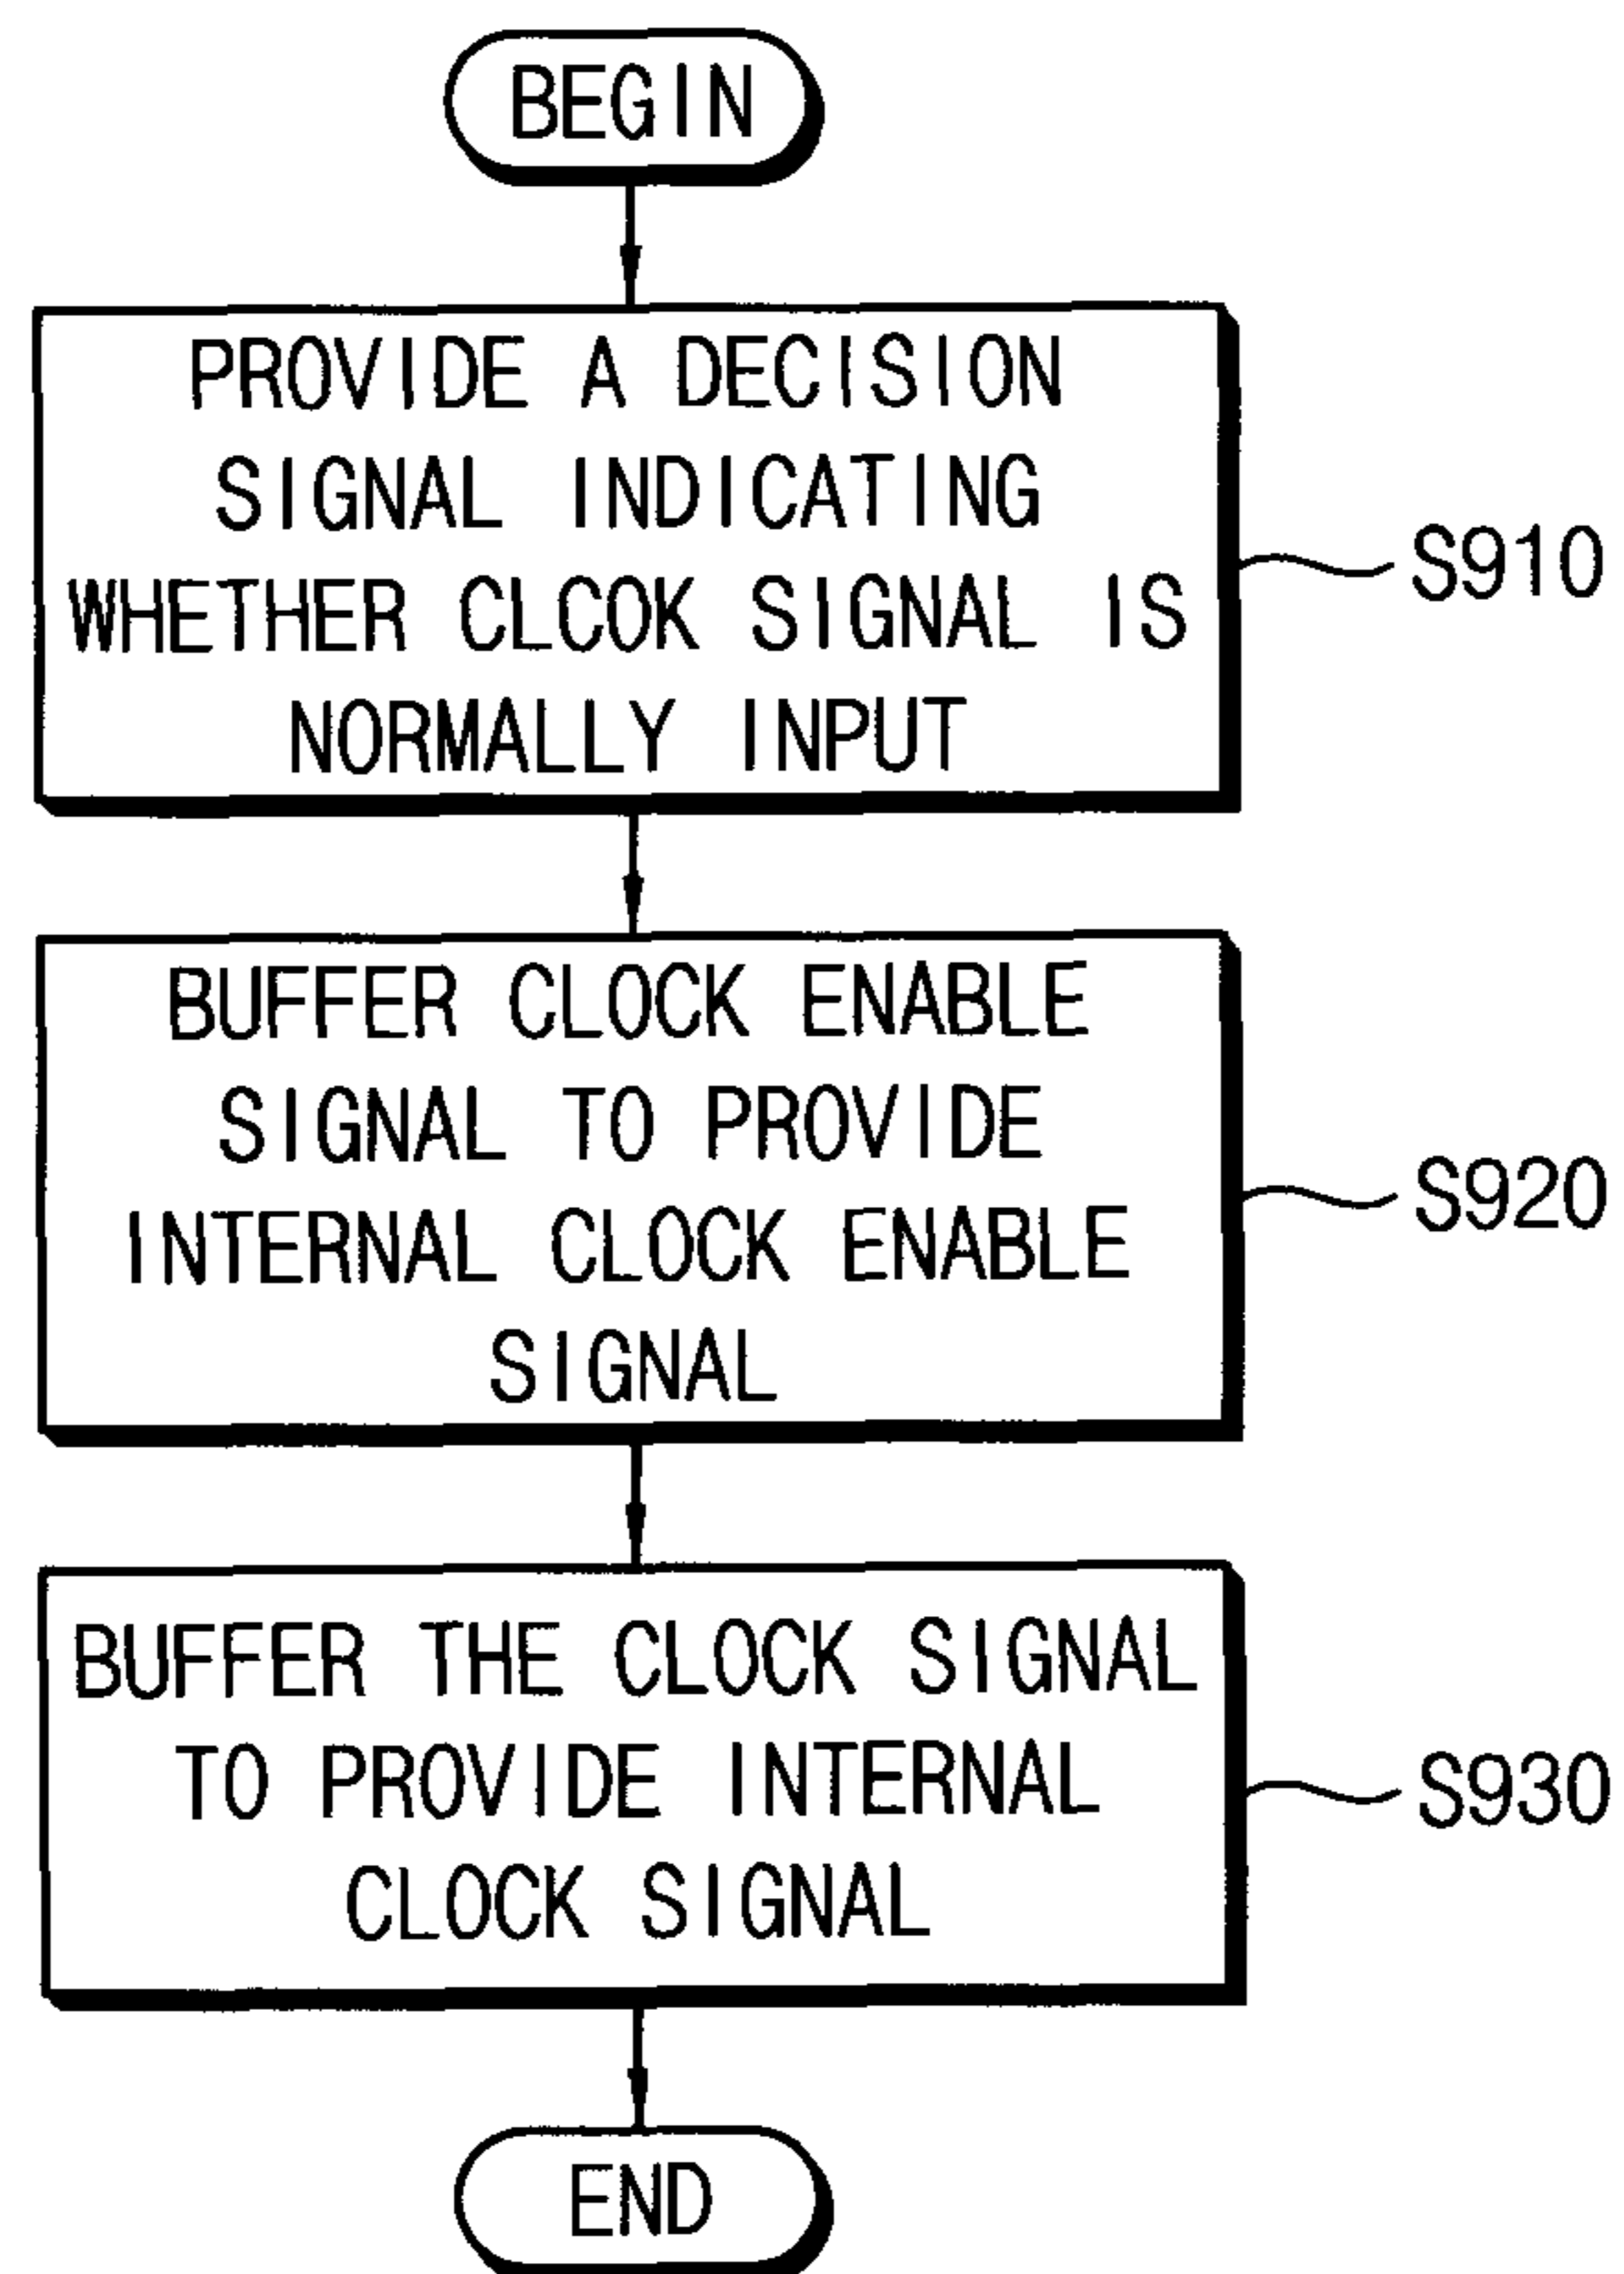 BEGIN
PROVIDE A DECISION
SIGNAL INDICATING
WHETHER CLCOK SIGNAL IS
NORMALLY INPUT
S910
BUFFER CLOCK ENABLE
SIGNAL TO PROVIDE
INTERNAL CLOCK ENABLE
SIGNAL
S920
BUFFER THE CLOCK SIGNAL
TO PROVIDE INTERNAL
CLOCK SIGNAL
S930
END